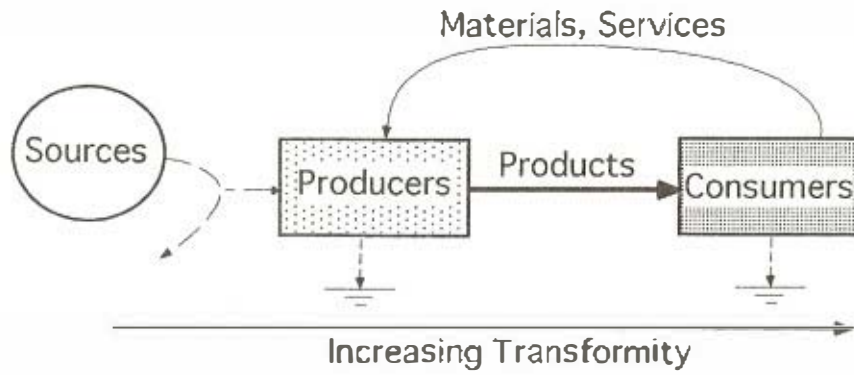 Materials, Services
Sources
Producers
Products
Consumers
Increasing Transformity